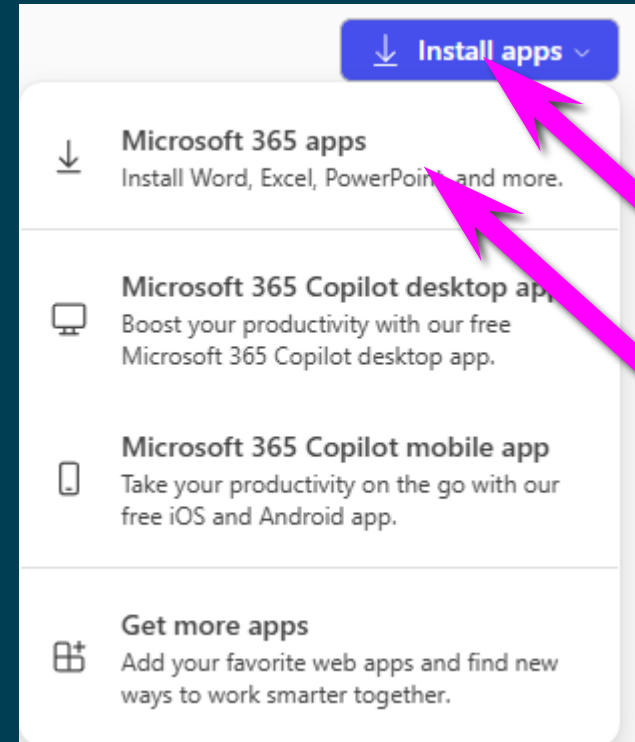 Install apps
Microsoft 365 apps
Install Word, Excel, PowerPoint, and more.
Microsoft 365 Copilot desktop app
Boost your productivity with our free
Microsoft 365 Copilot desktop app.
Microsoft 365 Copilot mobile app
Take your productivity on the go with our
free iOS and Android app.
Get more apps
Add your favorite web apps and find new
ways to work smarter together.